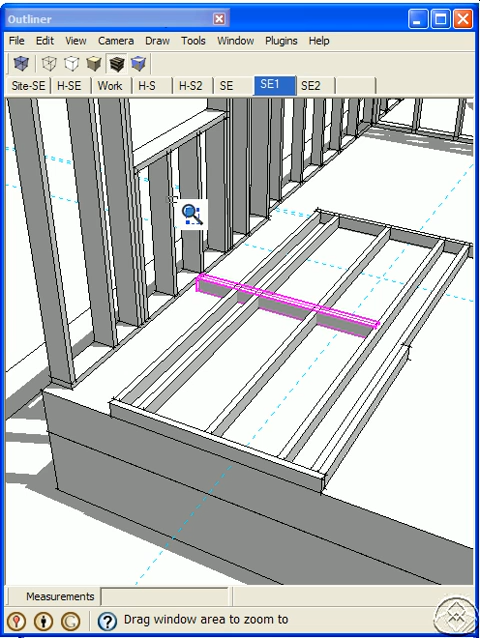 Outliner
File Edit View Camera Draw Tools Window Plugins Help
Site-SE H-SE Work H-S H-S2 SE SE1 SE2
Measurements
Drag window area to zoom to